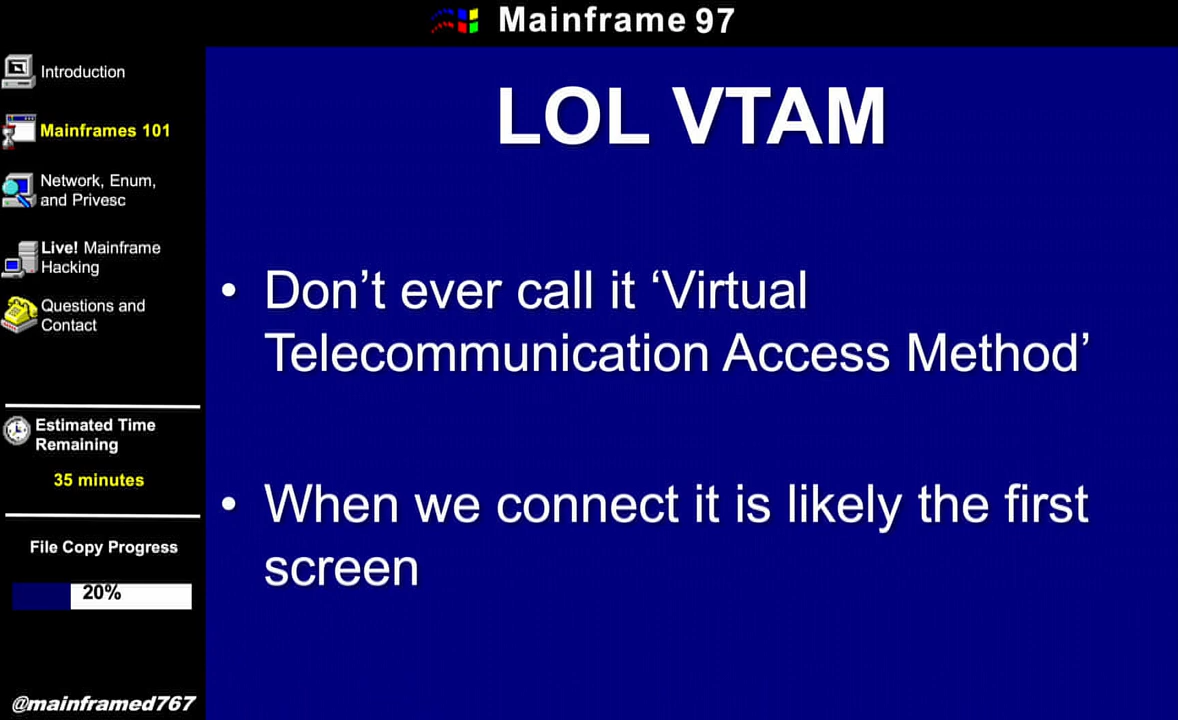 Mainframe 97
Introduction
Mainframes 101
Network, Enum,
and Privesc
Live! Mainframe
Hacking
Questions and
Contact
Estimated Time
Remaining
35 minutes
File Copy Progress
20%
@mainframed767
LOL VTAM
• Don’t ever call it ‘Virtual
Telecommunication Access Method’
• When we connect it is likely the first
screen